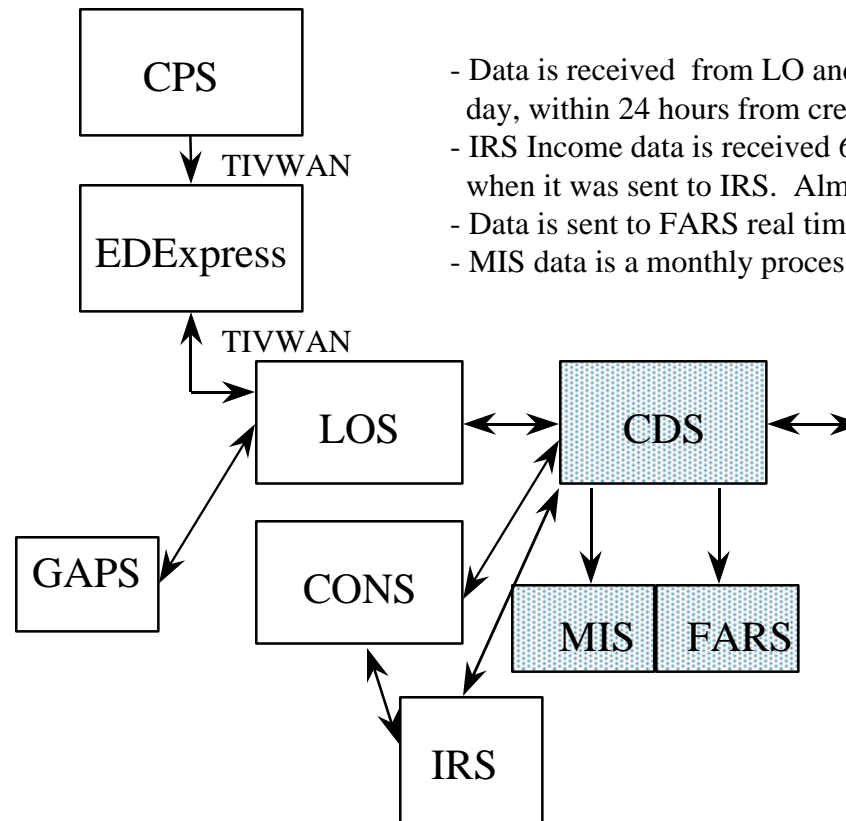 CPS
- Data is received from LO and
day, within 24 hours from cre
- IRS Income data is received 6
when it was sent to IRS. Alm
- Data is sent to FARS real tim
- MIS data is a monthly proces
TIVWAN
EDExpress
TIVWAN
LOS
CDS
GAPS
CONS
MIS
FARS
IRS